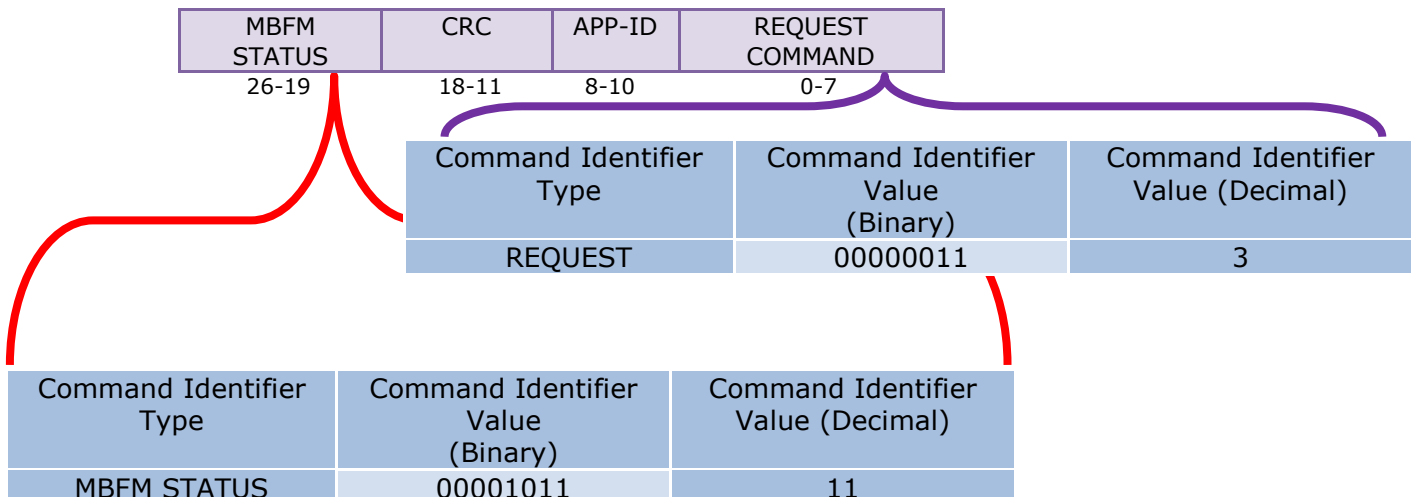 MBFM CRC APP-ID REQUEST
STATUS COMMAND
26-19 18-11 8-10 0-7
Command Identifier Command Identifier Command Identifier
Type Value Value (Decimal)
(Binary)
REQUEST 00000011 3
Command Identifier Command Identifier Command Identifier
Type Value Value (Decimal)
(Binary)
MBFM STATUS 00001011 11